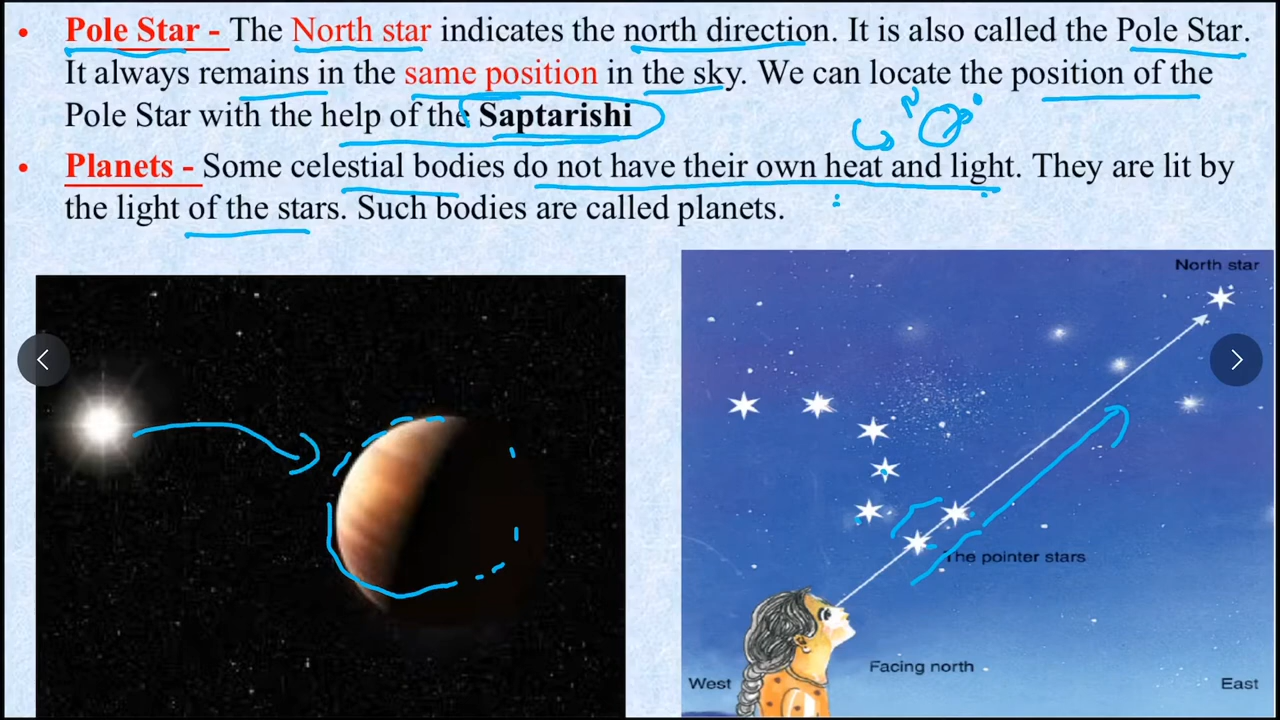 • Pole Star - The North star indicates the north direction. It is also called the Pole Star.
It always remains in the same position in the sky. We can locate the position of the
Pole Star with the help of the Saptarishi
• Planets - Some celestial bodies do not have their own heat and light. They are lit by
the light of the stars. Such bodies are called planets.
North star
The pointer stars
Facing north
West
East